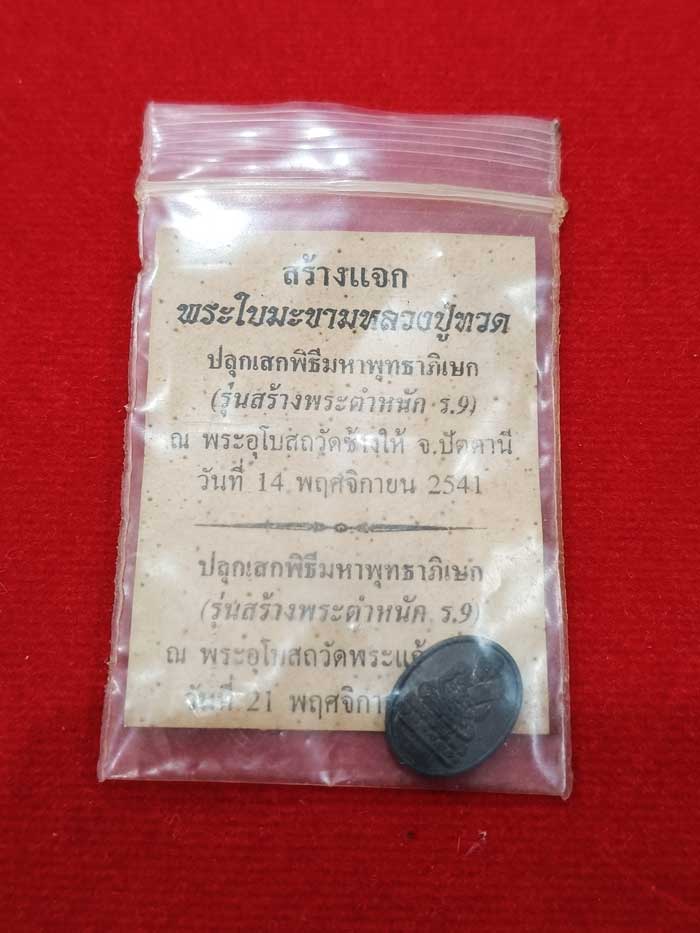 สร้างแจก
พระใบมะขามหลวงปู่ทวด
ปลุกเสกพิธีมหาพุทธาภิเษก
(รุ่นสร้างพระตำหนัก ร.9)
ณ พระอุโบสถวัดช้างให้ จ.ปัตตานี
วันที่ 14 พฤศจิกายน 2541
ปลุกเสกพิธีมหาพุทธาภิเษก
(รุ่นสร้างพระตำหนัก ร.9)
ณ พระอุโบสถวัดพระแก้ว
วันที่ 21 พฤศจิกา